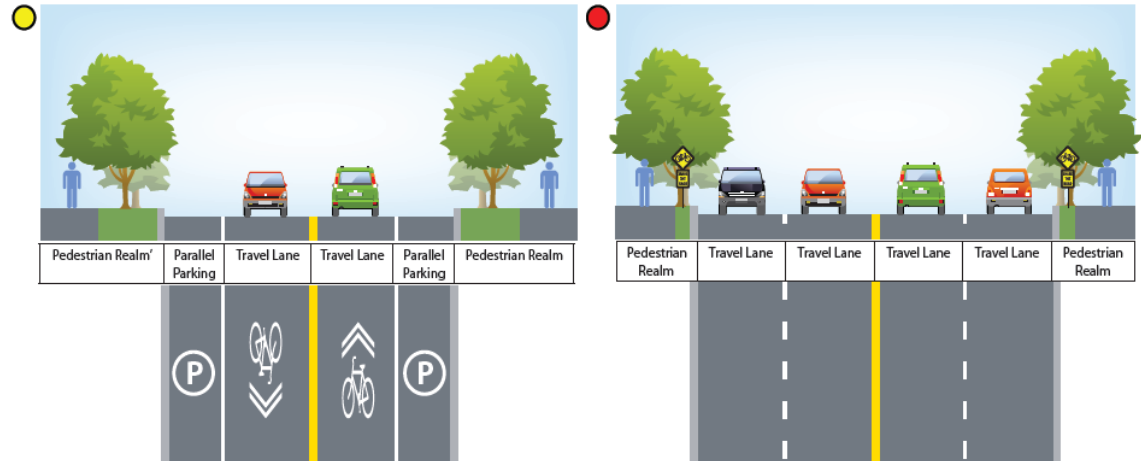 Pedestrian Realm'
Parallel
Parking
Travel Lane
Travel Lane
Parallel
Parking
Pedestrian Realm
P
P
Pedestrian
Realm
Travel Lane
Travel Lane
Travel Lane
Travel Lane
Pedestrian
Realm